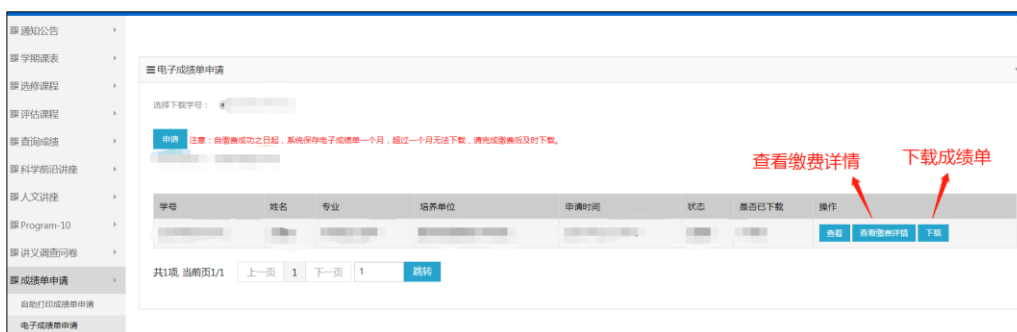 通知公告
学期课表
选修课程
评估课程
查询成绩
科学前沿讲座
人文讲座
Program-10
讲义调查问卷
成绩单申请
自助打印成绩单申请
电子成绩单申请
电子成绩单申请
选择下载学号：
申请 注意：自缴费成功之日起，系统保存电子成绩单一个月，超过一个月无法下载，请完成缴费后及时下载。
查看缴费详情 下载成绩单
学号 姓名 专业 培养单位 申请时间 状态 是否已下载 操作
查看 查看缴费详情 下载
共1项, 当前页1/1 上一页 1 下一页 1 跳转